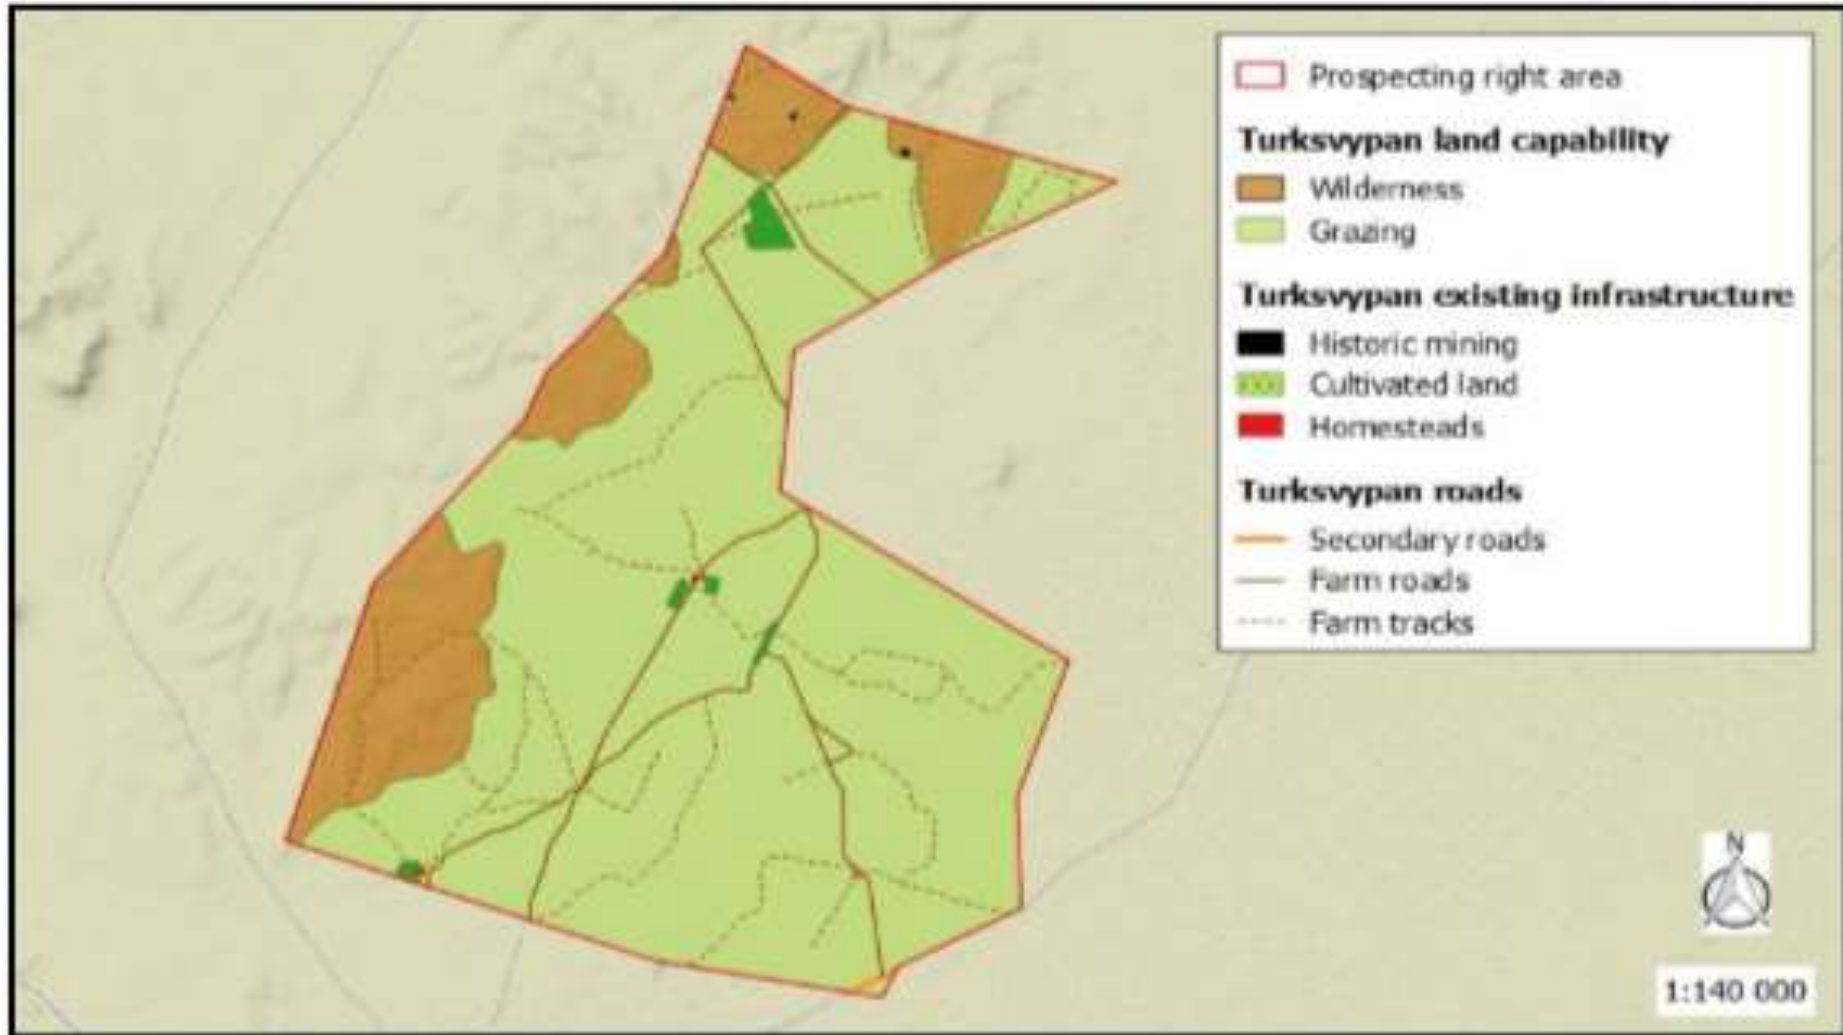 Prospecting right area
Turksvypan land capability
Wilderness
Grazing
Turksvypan existing infrastructure
Historic mining
Cultivated land
Homesteads
Turksvypan roads
Secondary roads
Farm roads
Farm tracks
N
1:140 000